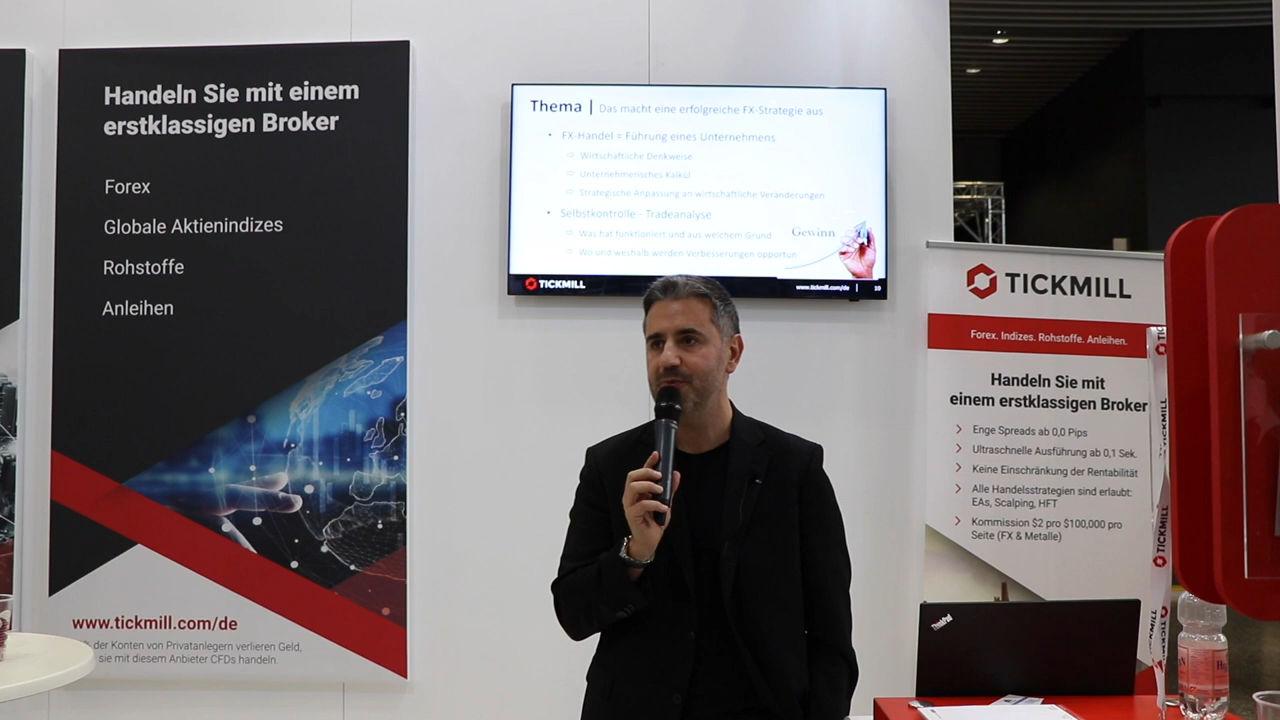 Handeln Sie mit einem
erstklassigen Broker
Forex
Globale Aktienindizes
Rohstoffe
Anleihen
www.tickmill.com/de
der Konten von Privatanlegern verlieren Geld,
sie mit diesem Anbieter CFDs handeln.
Thema | Das macht eine erfolgreiche FX-Strategie aus
• FX-Handel = Führung eines Unternehmens
Wirtschaftliche Denkweise
Unternehmerisches Kalkül
Strategische Anpassung an wirtschaftliche Veränderungen
• Selbstkontrolle - Tradeanalyse
Was hat funktioniert und aus welchem Grund
Wo und weshalb werden Verbesserungen opportun
Gewinn
TICKMILL
www.tickmill.com/de | 10
TICKMILL
Forex. Indizes. Rohstoffe. Anleihen.
Handeln Sie mit
einem erstklassigen Broker
Enge Spreads ab 0,0 Pips
Ultraschnelle Ausführung ab 0,1 Sek.
Keine Einschränkung der Rentabilität
Alle Handelsstrategien sind erlaubt:
EAs, Scalping, HFT
Kommission $2 pro $100,000 pro
Seite (FX & Metalle)
TICKMILL
TICKMILL
ThinkPad